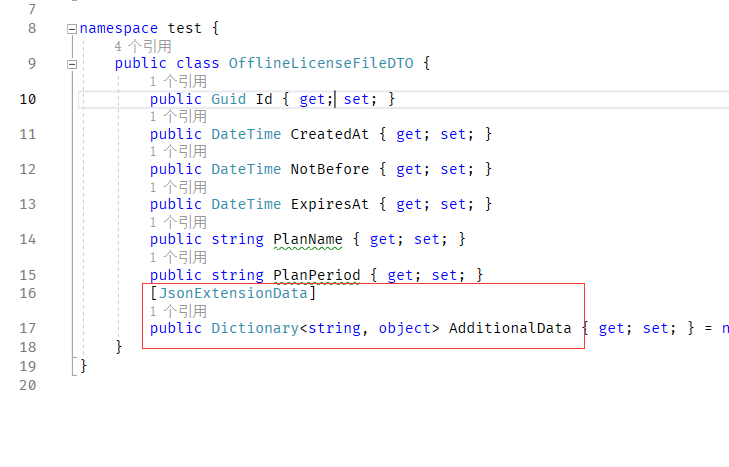 7
8 namespace test {
4 个引用
9 public class OfflineLicenseFileDTO {
1 个引用
10 public Guid Id { get; set; }
1 个引用
11 public DateTime CreatedAt { get; set; }
1 个引用
12 public DateTime NotBefore { get; set; }
1 个引用
13 public DateTime ExpiresAt { get; set; }
1 个引用
14 public string PlanName { get; set; }
1 个引用
15 public string PlanPeriod { get; set; }
16 [JsonExtensionData]
1 个引用
17 public Dictionary<string, object> AdditionalData { get; set; } = n
18 }
19 }
20